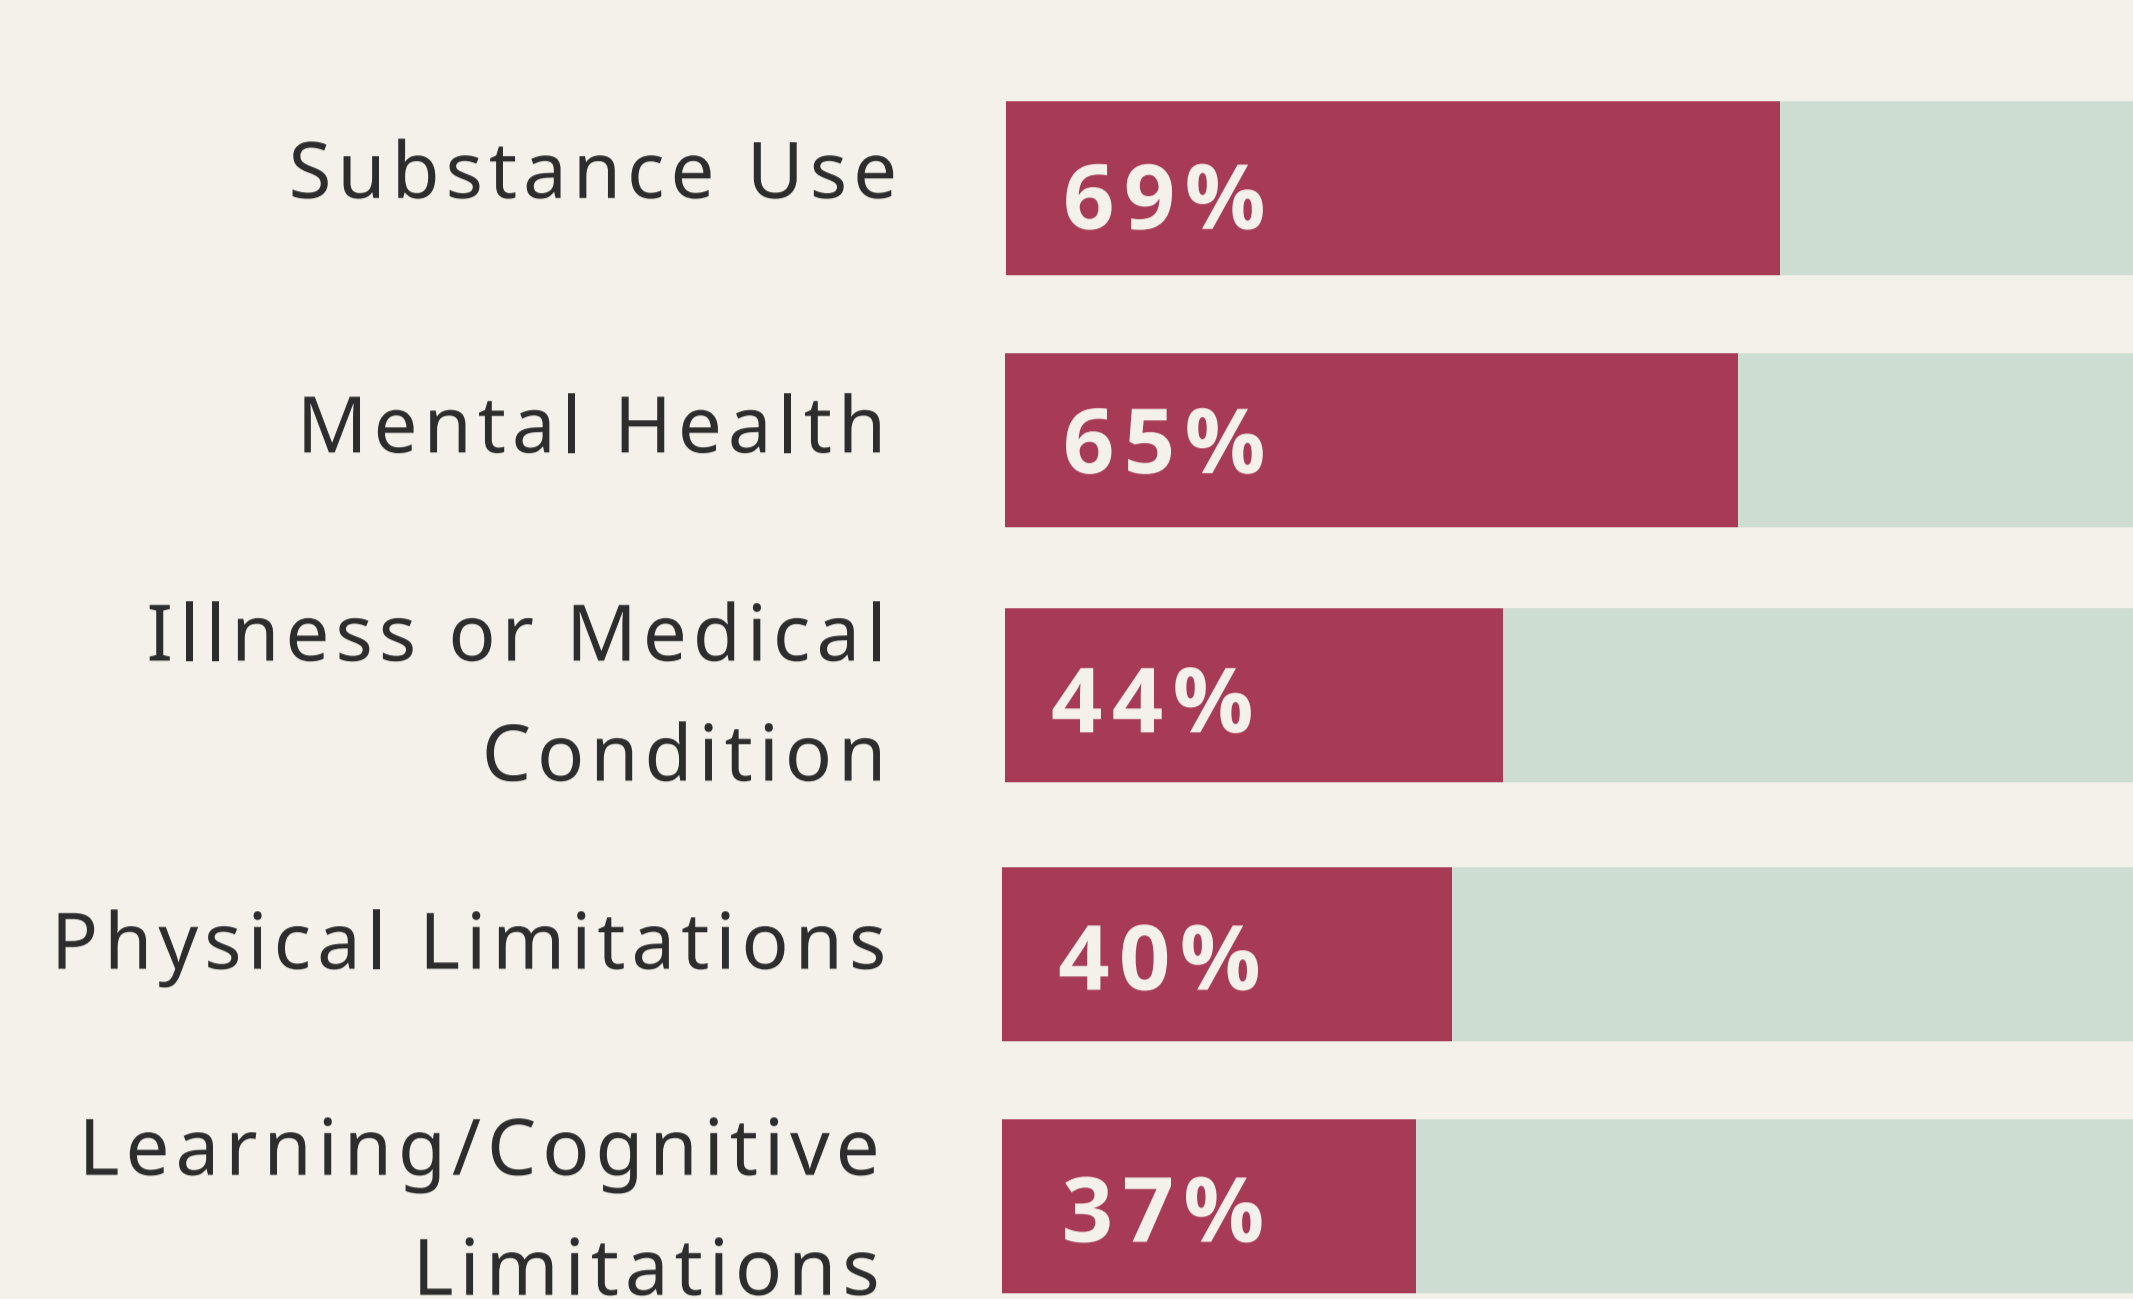 Substance Use
69%
Mental Health
65%
Illness or Medical
Condition
44%
Physical Limitations
40%
Learning/Cognitive
Limitations
37%